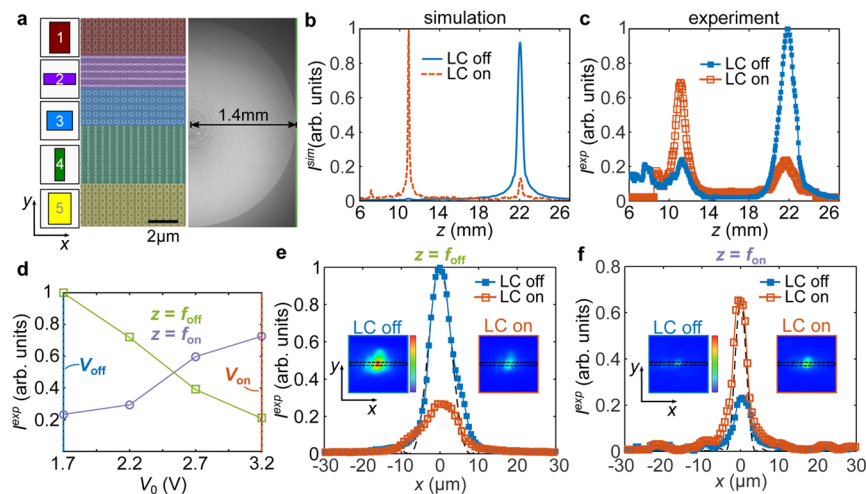 a
1
2
3
4
5
y
x
2µm
1.4mm
b
simulation
LC off
LC on
I^sim(arb. units)
1
0.8
0.6
0.4
0.2
0
6
10
14
18
22
26
z (mm)
c
experiment
LC off
LC on
I^exp (arb. units)
1
0.8
0.6
0.4
0.2
0
6
10
14
18
22
26
z (mm)
d
z = f_off
z = f_on
V_off
V_on
I^exp (arb. units)
1
0.8
0.6
0.4
0.2
1.7
2.2
2.7
3.2
V_0 (V)
e
z = f_off
LC off
LC on
LC off
LC on
y
x
I^exp (arb. units)
1
0.8
0.6
0.4
0.2
0
-30
-20
-10
0
10
20
30
x (µm)
f
z = f_on
LC off
LC on
LC off
LC on
y
x
I^exp (arb. units)
0.8
0.6
0.4
0.2
0
-30
-20
-10
0
10
20
30
x (µm)